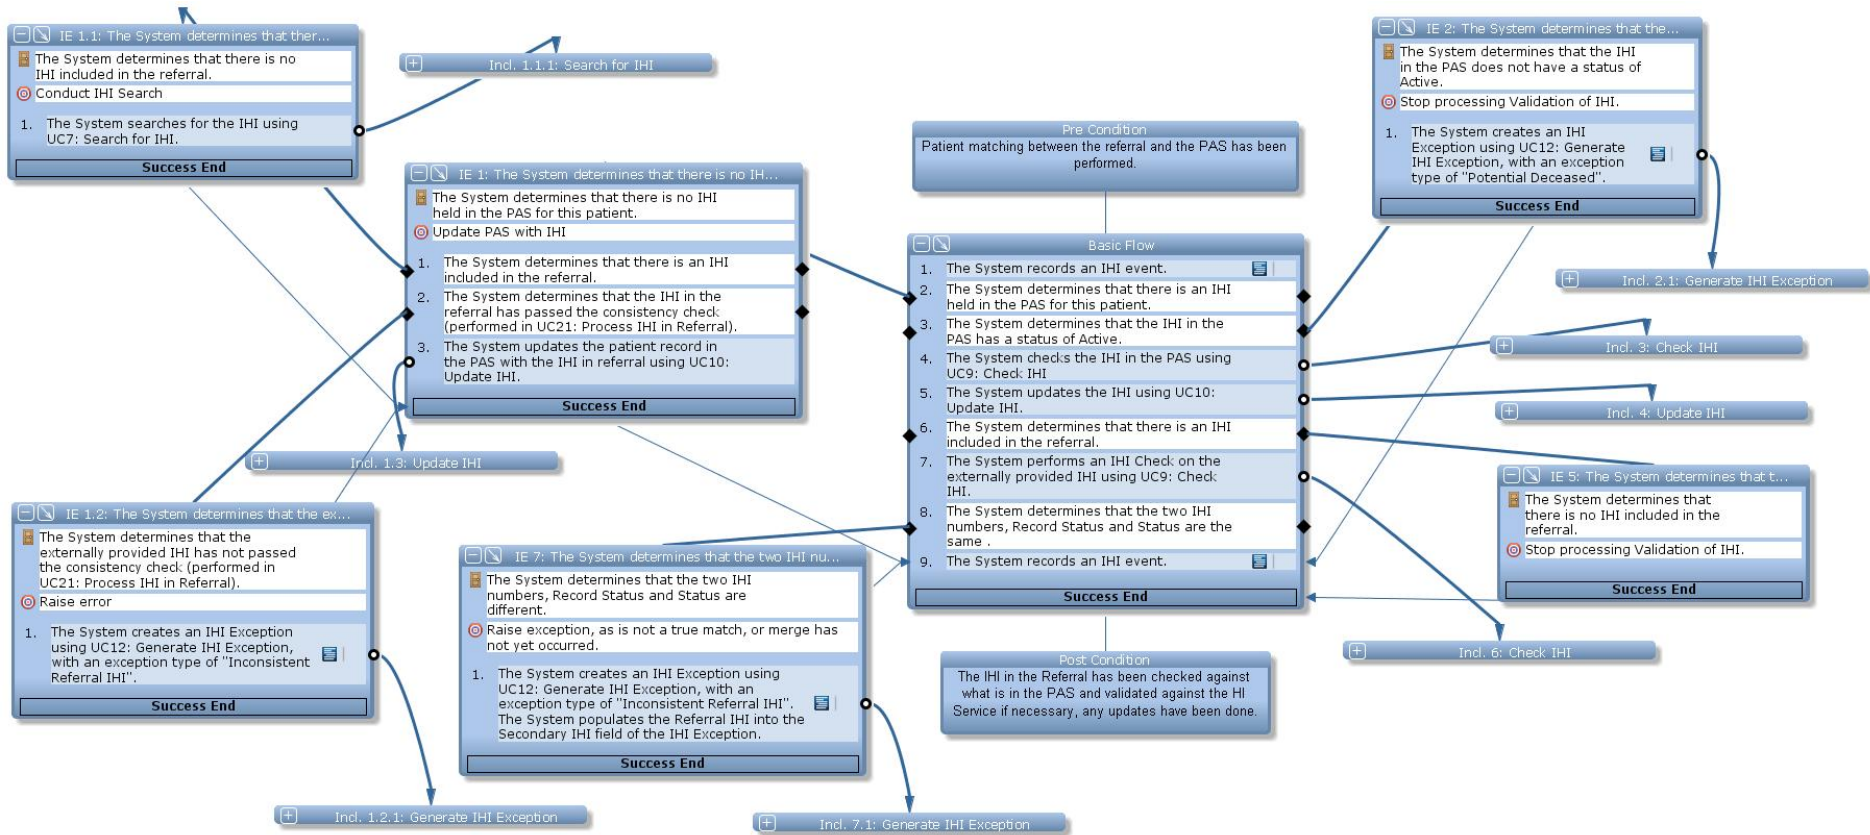 IE 1.1: The System determines that ther...
The System determines that there is no
IHI included in the referral.
Conduct IHI Search
1. The System searches for the IHI using
UC7: Search for IHI.
Success End
Incl. 1.1.1: Search for IHI
IE 1: The System determines that there is no IH...
The System determines that there is no IHI
held in the PAS for this patient.
Update PAS with IHI
1. The System determines that there is an IHI
included in the referral.
2. The System determines that the IHI in the
referral has passed the consistency check
(performed in UC21: Process IHI in Referral).
3. The System updates the patient record in
the PAS with the IHI in referral using UC10:
Update IHI.
Success End
Incl. 1.3: Update IHI
IE 1.2: The System determines that the ex...
The System determines that the
externally provided IHI has not passed
the consistency check (performed in
UC21: Process IHI in Referral).
Raise error
1. The System creates an IHI Exception
using UC12: Generate IHI Exception,
with an exception type of "Inconsistent
Referral IHI".
Success End
Incl. 1.2.1: Generate IHI Exception
IE 7: The System determines that the two IHI nu...
The System determines that the two IHI
numbers, Record Status and Status are
different.
Raise exception, as is not a true match, or merge has
not yet occurred.
1. The System creates an IHI Exception using
UC12: Generate IHI Exception, with an
exception type of "Inconsistent Referral IHI".
The System populates the Referral IHI into the
Secondary IHI field of the IHI Exception.
Success End
Incl. 7.1: Generate IHI Exception
Pre Condition
Patient matching between the referral and the PAS has been
performed.
Basic Flow
1. The System records an IHI event.
2. The System determines that there is an IHI
held in the PAS for this patient.
3. The System determines that the IHI in the
PAS has a status of Active.
4. The System checks the IHI in the PAS using
UC9: Check IHI
5. The System updates the IHI using UC10:
Update IHI.
6. The System determines that there is an IHI
included in the referral.
7. The System performs an IHI Check on the
externally provided IHI using UC9: Check
IHI.
8. The System determines that the two IHI
numbers, Record Status and Status are the
same .
9. The System records an IHI event.
Success End
Post Condition
The IHI in the Referral has been checked against
what is in the PAS and validated against the HI
Service if necessary, any updates have been done.
IE 2: The System determines that the...
The System determines that the IHI
in the PAS does not have a status of
Active.
Stop processing Validation of IHI.
1. The System creates an IHI
Exception using UC12: Generate
IHI Exception, with an exception
type of "Potential Deceased".
Success End
Incl. 2.1: Generate IHI Exception
Incl. 3: Check IHI
Incl. 4: Update IHI
IE 5: The System determines that t...
The System determines that
there is no IHI included in the
referral.
Stop processing Validation of IHI.
Success End
Incl. 6: Check IHI